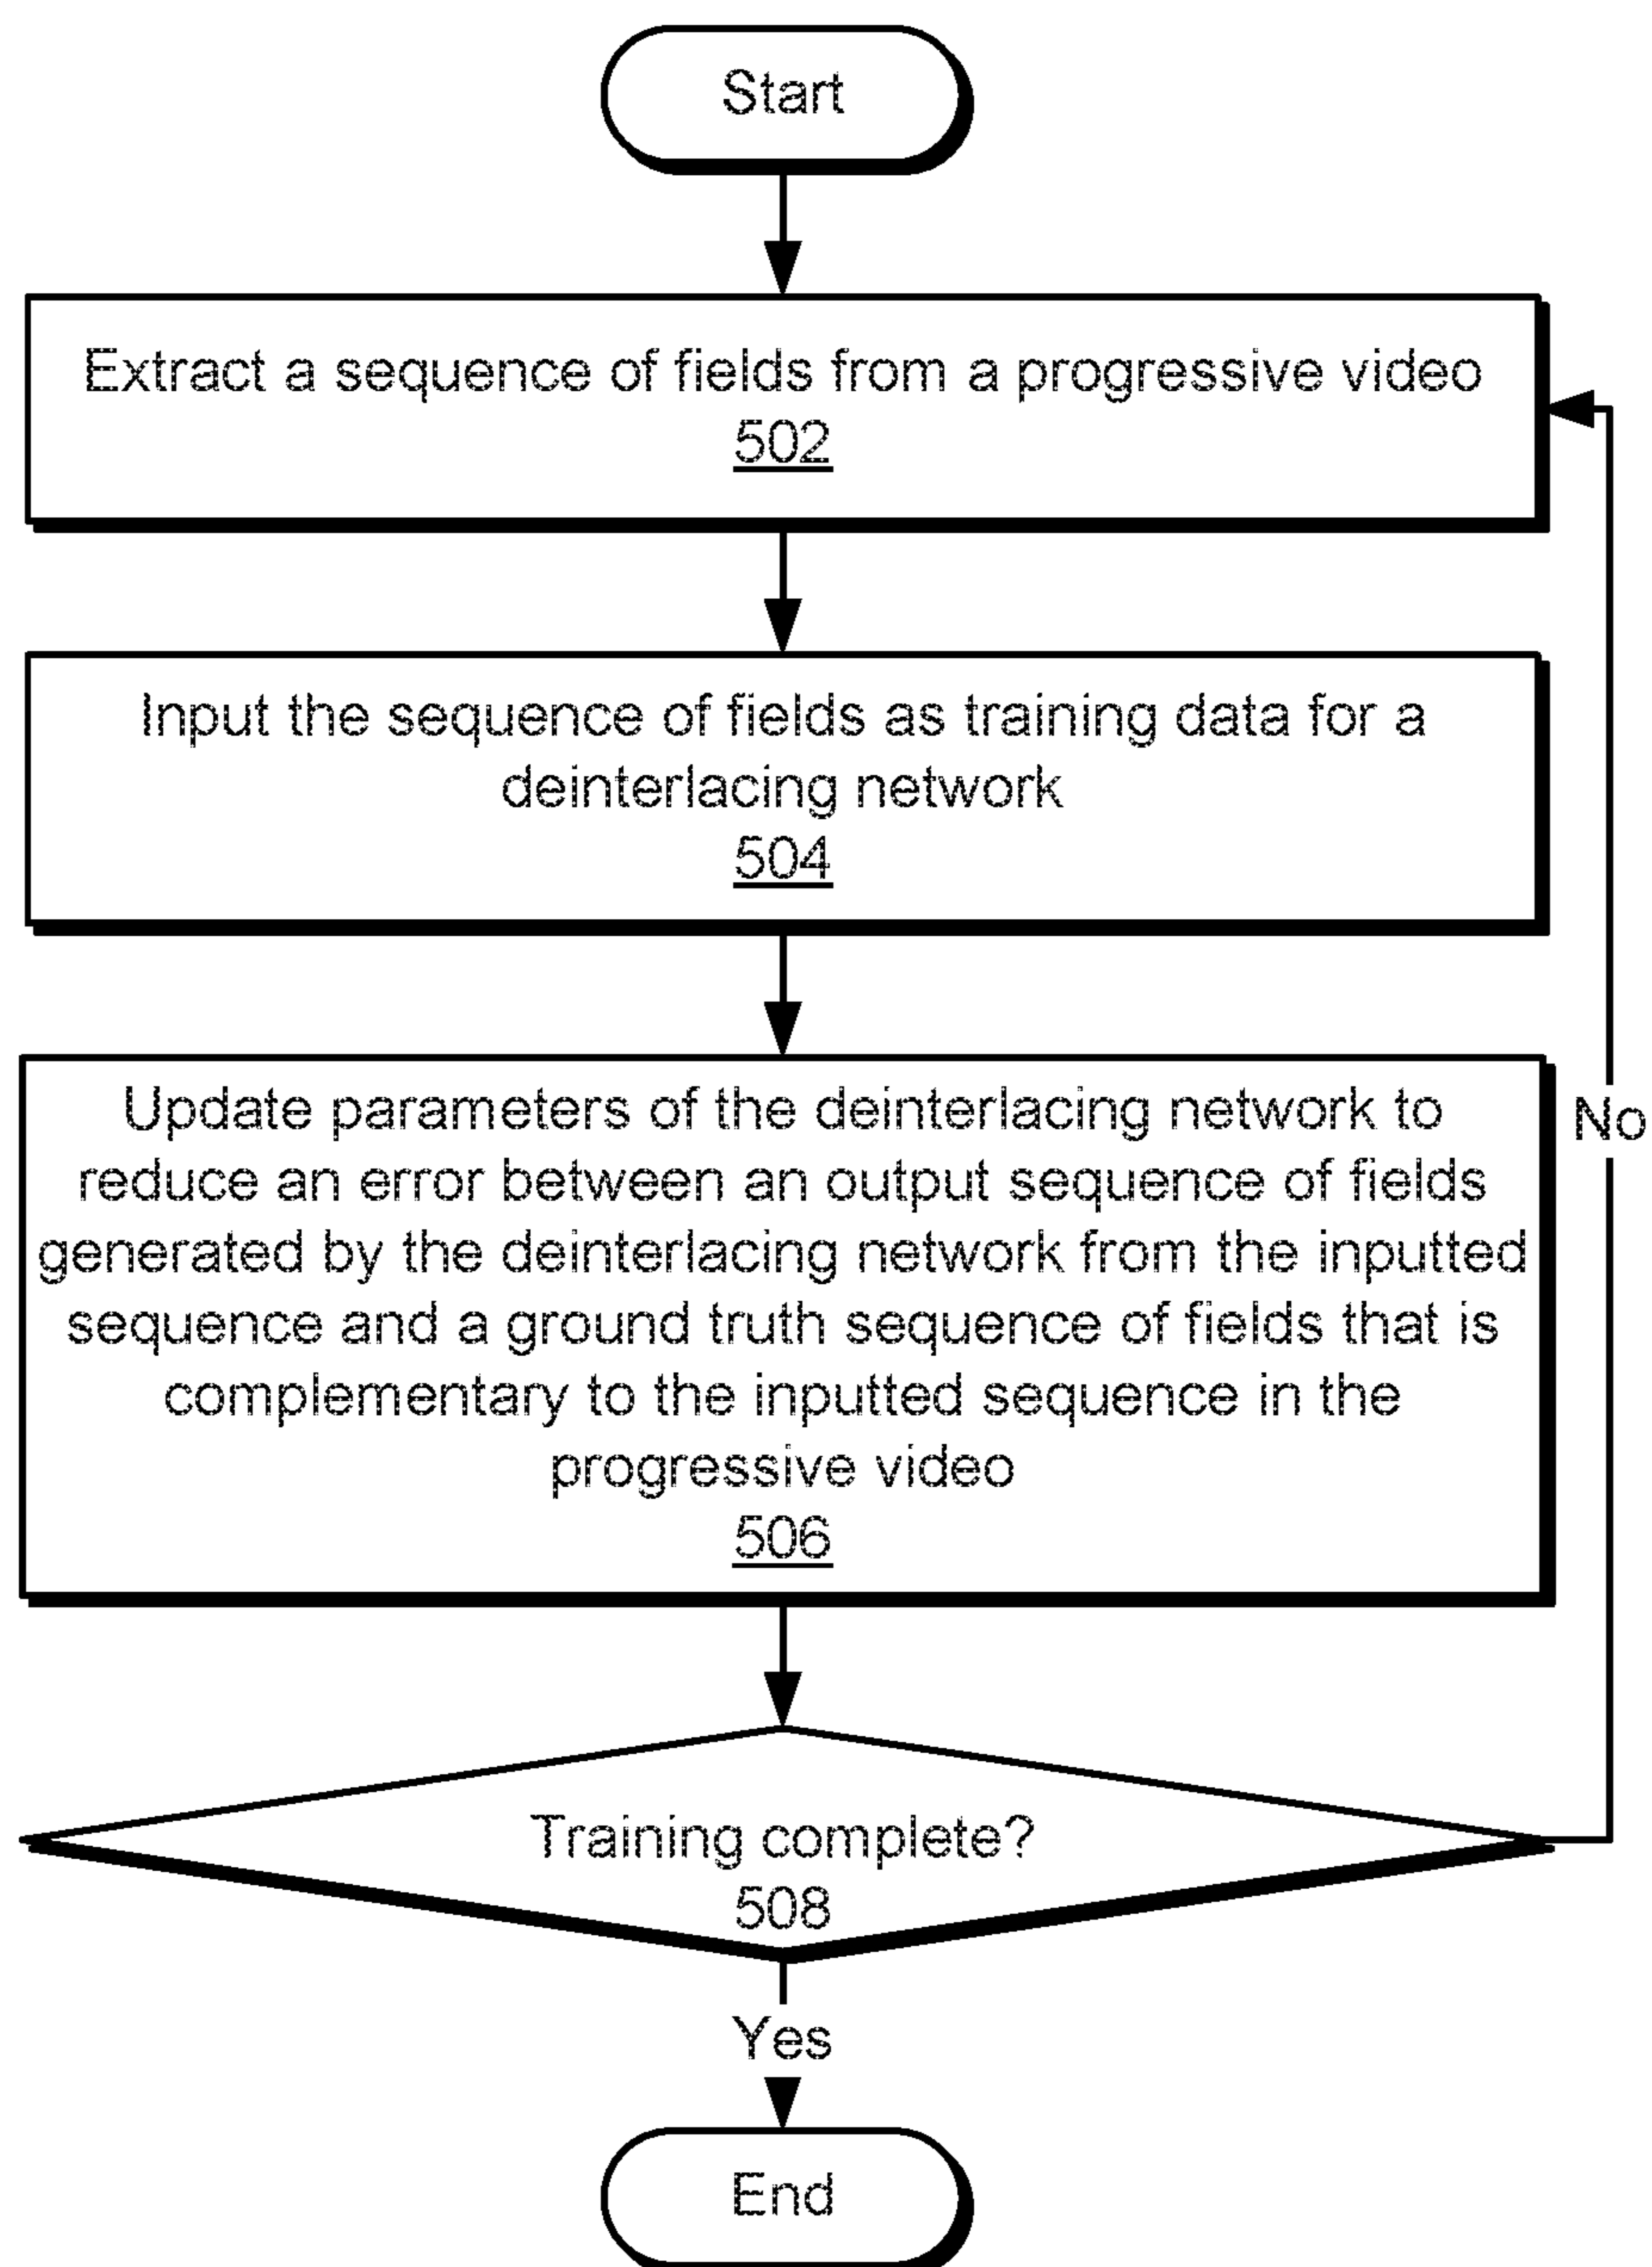 Start
Extract a sequence of fields from a progressive video
502
Input the sequence of fields as training data for a
deinterlacing network
504
Update parameters of the deinterlacing network to
reduce an error between an output sequence of fields
generated by the deinterlacing network from the inputted
sequence and a ground truth sequence of fields that is
complementary to the inputted sequence in the
progressive video
506
No
Training complete?
508
Yes
End